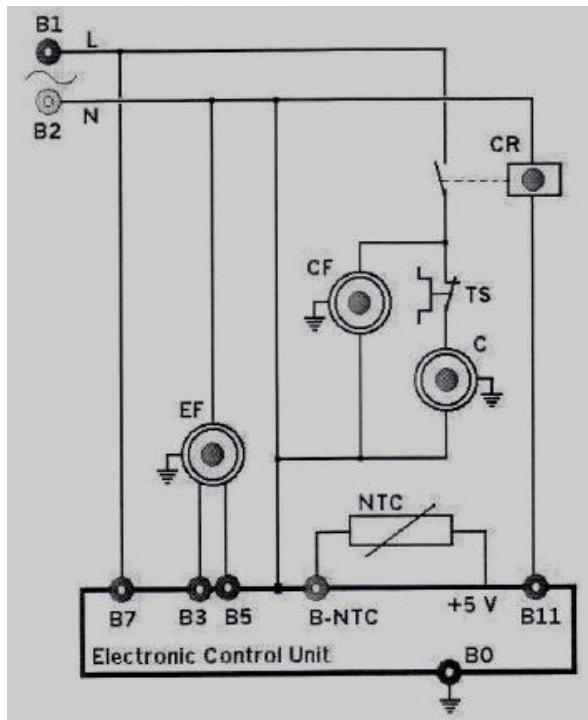 B1
L
B2
N
CR
CF
TS
C
EF
NTC
B7
B3
B5
B-NTC
+5 V
B11
Electronic Control Unit
B0